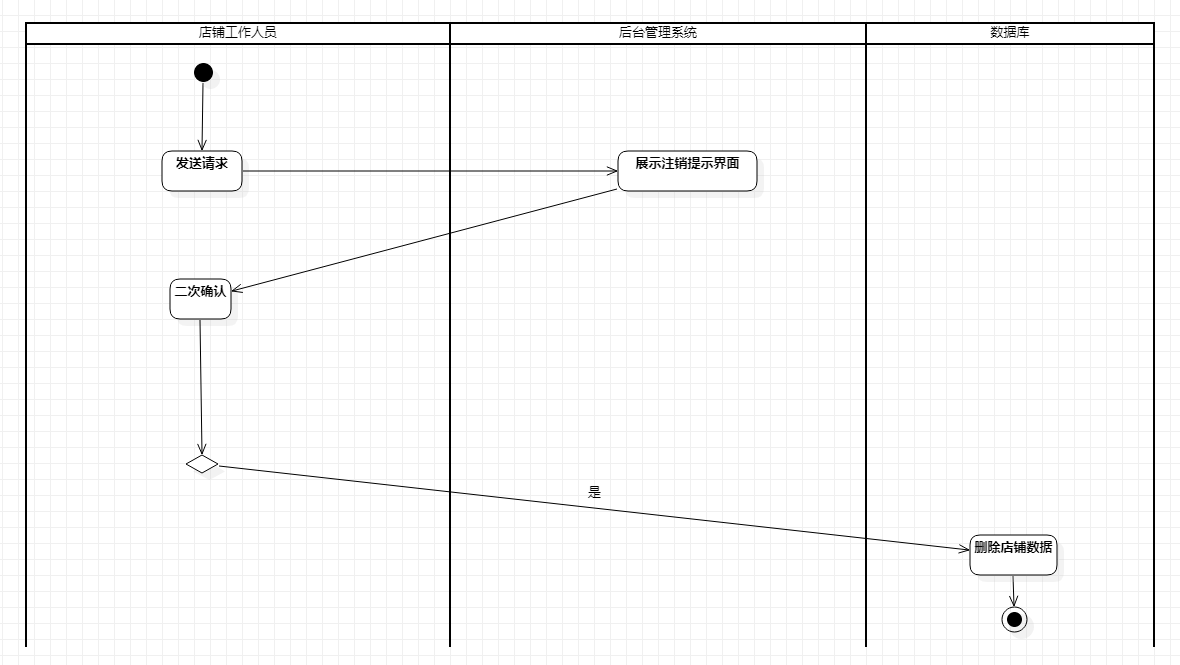 店铺工作人员
后台管理系统
数据库
发送请求
展示注销提示界面
二次确认
是
删除店铺数据